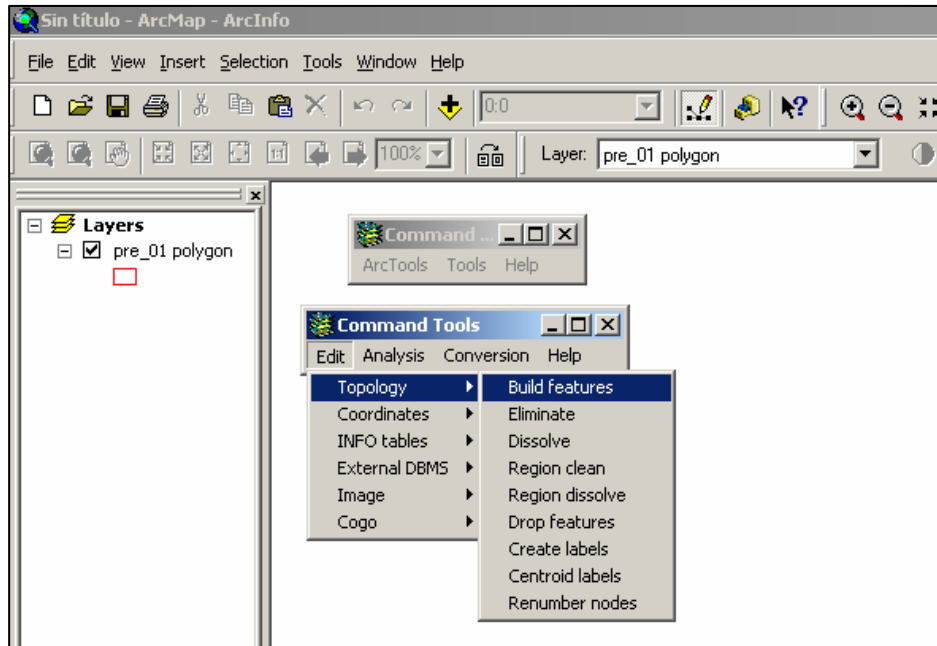 Sin título - ArcMap - ArcInfo
File Edit View Insert Selection Tools Window Help
0:0
1:1 100% Layer: pre_01 polygon
Layers
pre_01 polygon
Command ...
ArcTools Tools Help
Command Tools
Edit Analysis Conversion Help
Topology Build features
Coordinates Eliminate
INFO tables Dissolve
External DBMS Region clean
Image Region dissolve
Cogo Drop features
Create labels
Centroid labels
Renumber nodes